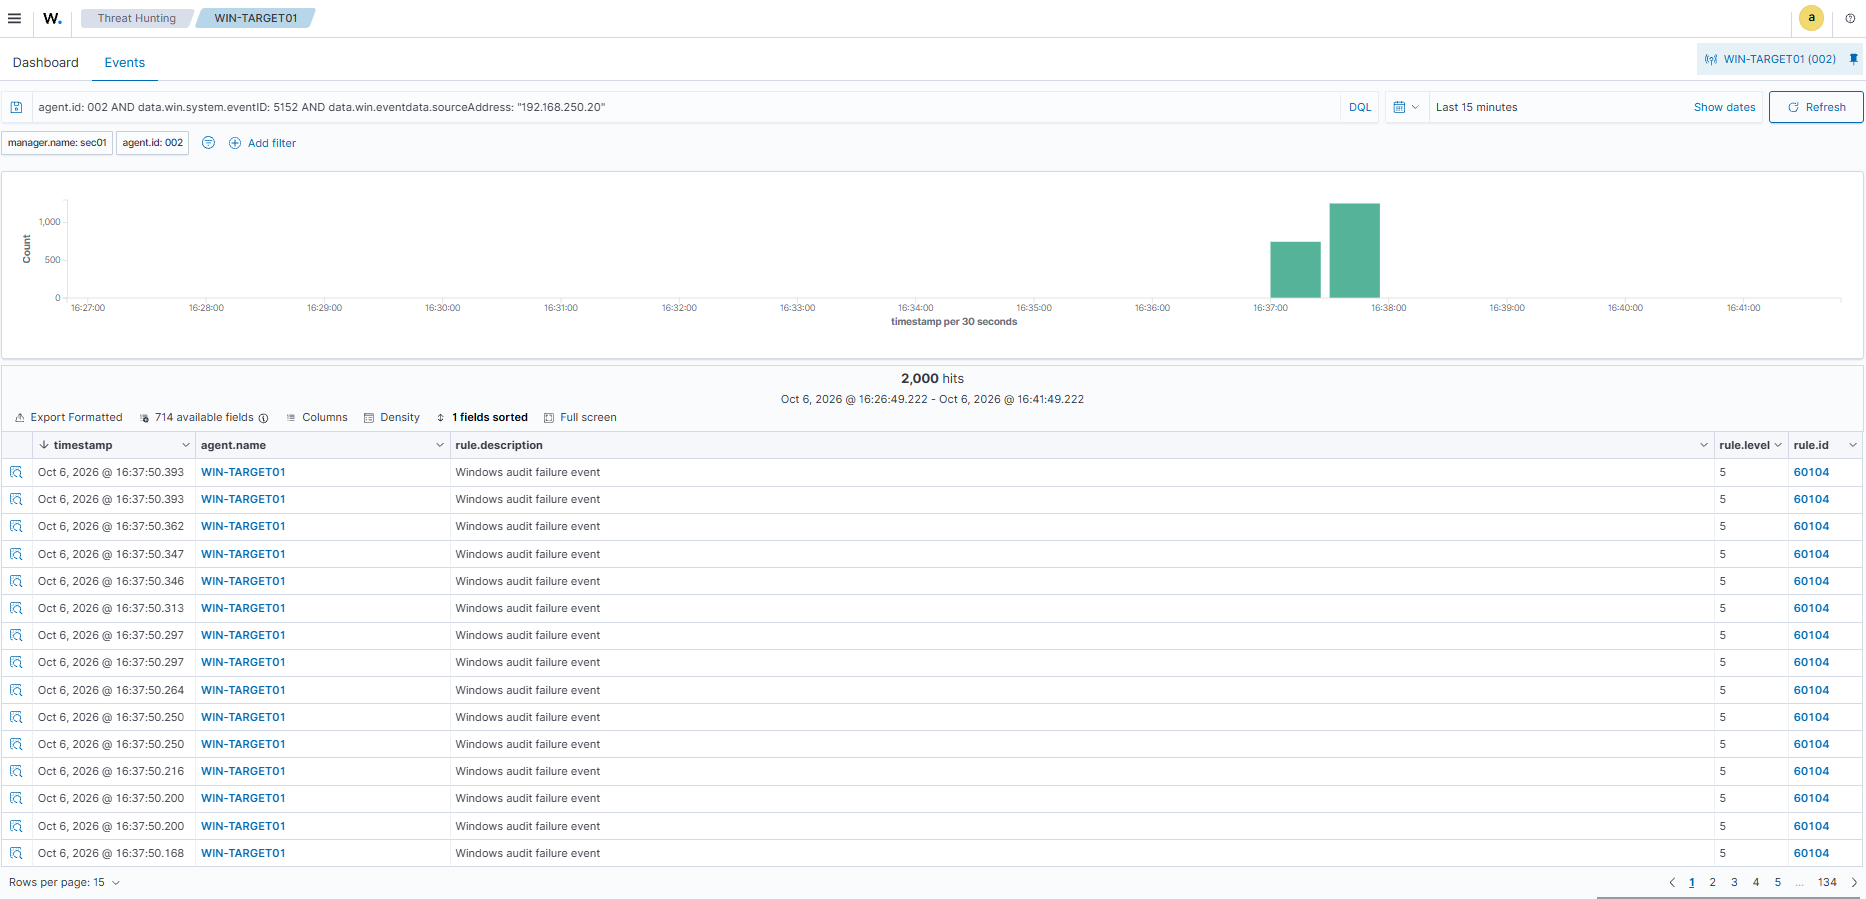 W. Threat Hunting WIN-TARGET01 a
Dashboard Events WIN-TARGET01 (002)
agent.id: 002 AND data.win.system.eventID: 5152 AND data.win.eventdata.sourceAddress: "192.168.250.20" DQL Last 15 minutes Show dates Refresh
manager.name: sec01 agent.id: 002 Add filter
Count
1,000
500
0
16:27:00 16:28:00 16:29:00 16:30:00 16:31:00 16:32:00 16:33:00 16:34:00 16:35:00 16:36:00 16:37:00 16:38:00 16:39:00 16:40:00 16:41:00
timestamp per 30 seconds
2,000 hits
Oct 6, 2026 @ 16:26:49.222 - Oct 6, 2026 @ 16:41:49.222
Export Formatted 714 available fields Columns Density 1 fields sorted Full screen
timestamp agent.name rule.description rule.level rule.id
Oct 6, 2026 @ 16:37:50.393 WIN-TARGET01 Windows audit failure event 5 60104
Oct 6, 2026 @ 16:37:50.393 WIN-TARGET01 Windows audit failure event 5 60104
Oct 6, 2026 @ 16:37:50.362 WIN-TARGET01 Windows audit failure event 5 60104
Oct 6, 2026 @ 16:37:50.347 WIN-TARGET01 Windows audit failure event 5 60104
Oct 6, 2026 @ 16:37:50.346 WIN-TARGET01 Windows audit failure event 5 60104
Oct 6, 2026 @ 16:37:50.313 WIN-TARGET01 Windows audit failure event 5 60104
Oct 6, 2026 @ 16:37:50.297 WIN-TARGET01 Windows audit failure event 5 60104
Oct 6, 2026 @ 16:37:50.297 WIN-TARGET01 Windows audit failure event 5 60104
Oct 6, 2026 @ 16:37:50.264 WIN-TARGET01 Windows audit failure event 5 60104
Oct 6, 2026 @ 16:37:50.250 WIN-TARGET01 Windows audit failure event 5 60104
Oct 6, 2026 @ 16:37:50.250 WIN-TARGET01 Windows audit failure event 5 60104
Oct 6, 2026 @ 16:37:50.216 WIN-TARGET01 Windows audit failure event 5 60104
Oct 6, 2026 @ 16:37:50.200 WIN-TARGET01 Windows audit failure event 5 60104
Oct 6, 2026 @ 16:37:50.200 WIN-TARGET01 Windows audit failure event 5 60104
Oct 6, 2026 @ 16:37:50.168 WIN-TARGET01 Windows audit failure event 5 60104
Rows per page: 15 1 2 3 4 5 ... 134